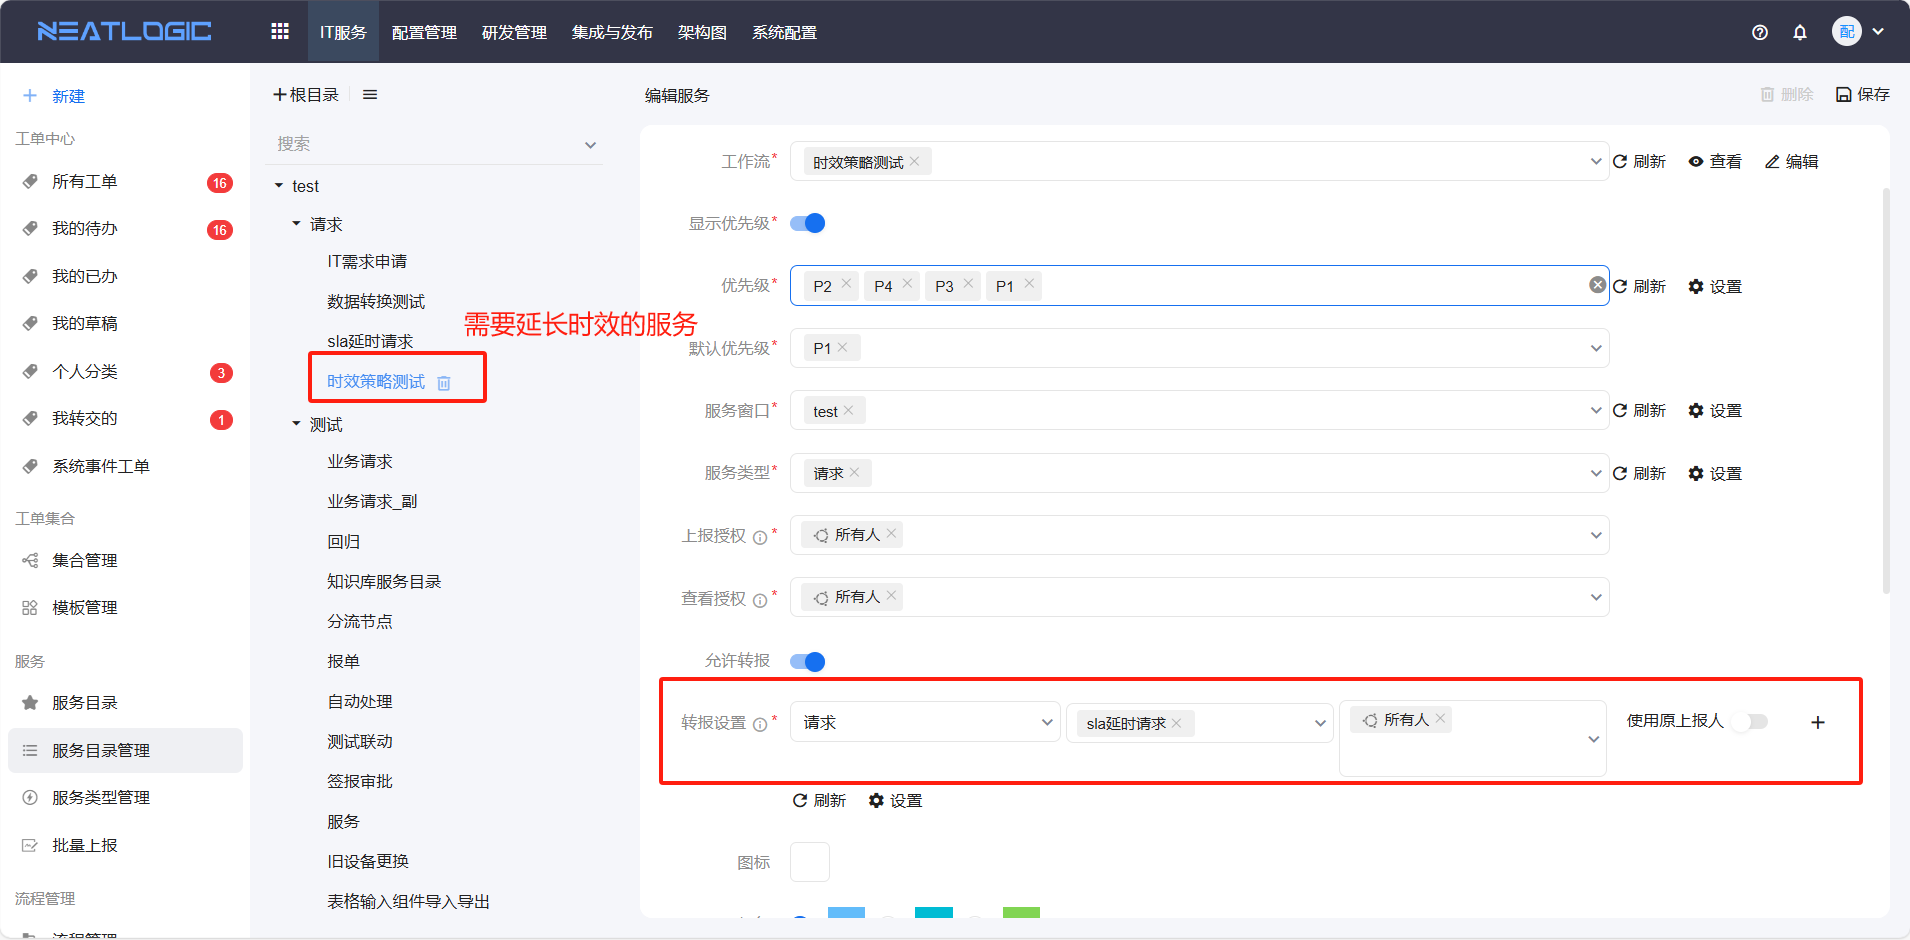 NEATLOGIC
IT服务 配置管理 研发管理 集成与发布 架构图 系统配置
配
新建
工单中心
所有工单 16
我的待办 16
我的已办
我的草稿
个人分类 3
我转交的 1
系统事件工单
工单集合
集合管理
模板管理
服务
服务目录
服务目录管理
服务类型管理
批量上报
流程管理
流程管理
根目录
搜索
test
请求
IT需求申请
数据转换测试
sla延时请求
时效策略测试
需要延长时效的服务
测试
业务请求
业务请求_副
回归
知识库服务目录
分流节点
报单
自动处理
测试联动
签报审批
服务
旧设备更换
表格输入组件导入导出
编辑服务 删除 保存
工作流* 时效策略测试 刷新 查看 编辑
显示优先级*
优先级* P2 P4 P3 P1 刷新 设置
默认优先级* P1
服务窗口* test 刷新 设置
服务类型* 请求 刷新 设置
上报授权 * 所有人
查看授权 * 所有人
允许转报
转报设置 * 请求 sla延时请求 所有人 使用原上报人
刷新 设置
图标